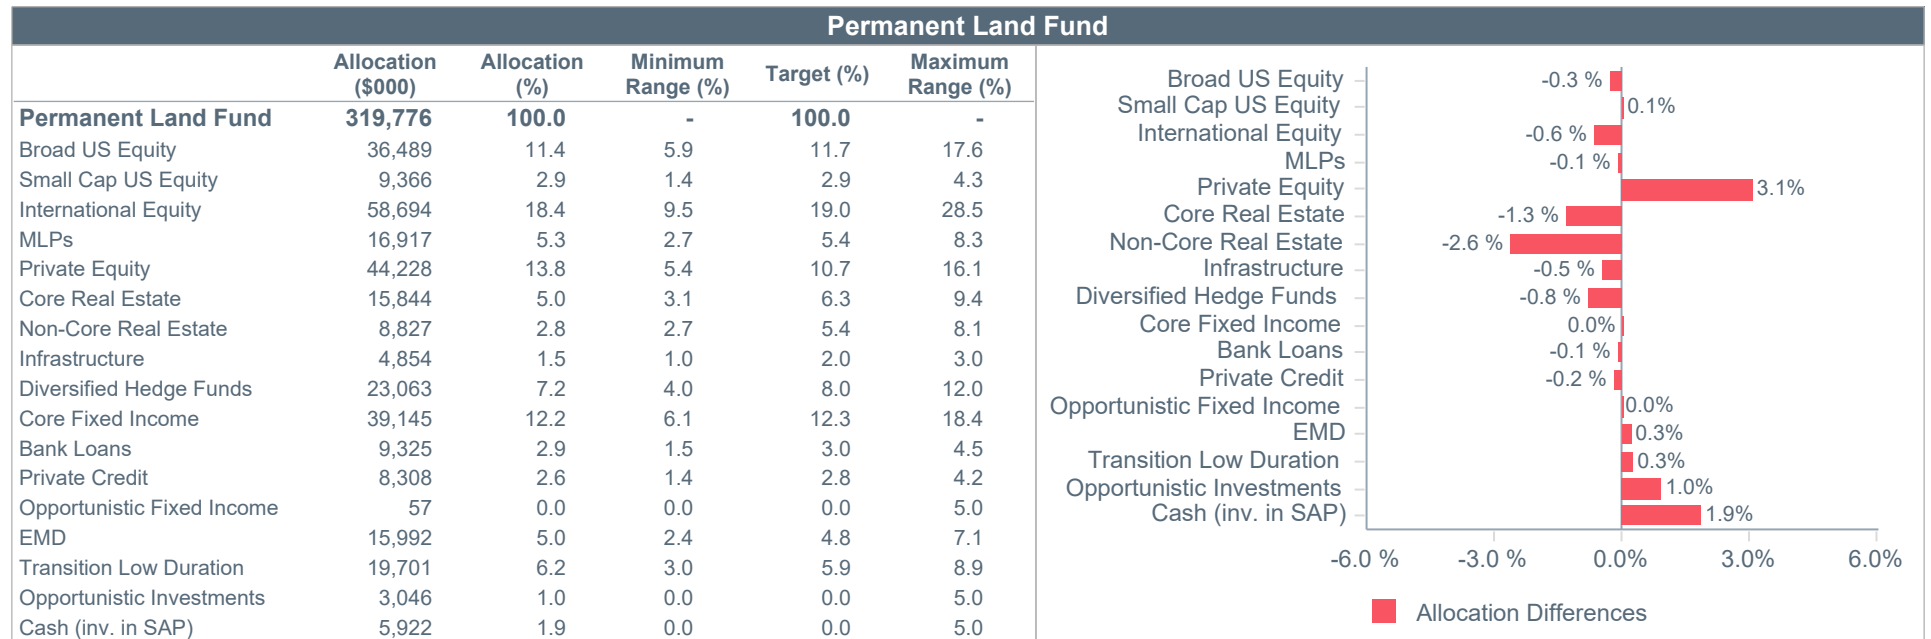 Permanent Land Fund
Allocation ($000) Allocation (%) Minimum Range (%) Target (%) Maximum Range (%)
Permanent Land Fund 319,776 100.0 - 100.0 -
Broad US Equity 36,489 11.4 5.9 11.7 17.6
Small Cap US Equity 9,366 2.9 1.4 2.9 4.3
International Equity 58,694 18.4 9.5 19.0 28.5
MLPs 16,917 5.3 2.7 5.4 8.3
Private Equity 44,228 13.8 5.4 10.7 16.1
Core Real Estate 15,844 5.0 3.1 6.3 9.4
Non-Core Real Estate 8,827 2.8 2.7 5.4 8.1
Infrastructure 4,854 1.5 1.0 2.0 3.0
Diversified Hedge Funds 23,063 7.2 4.0 8.0 12.0
Core Fixed Income 39,145 12.2 6.1 12.3 18.4
Bank Loans 9,325 2.9 1.5 3.0 4.5
Private Credit 8,308 2.6 1.4 2.8 4.2
Opportunistic Fixed Income 57 0.0 0.0 0.0 5.0
EMD 15,992 5.0 2.4 4.8 7.1
Transition Low Duration 19,701 6.2 3.0 5.9 8.9
Opportunistic Investments 3,046 1.0 0.0 0.0 5.0
Cash (inv. in SAP) 5,922 1.9 0.0 0.0 5.0
Broad US Equity -0.3 %
Small Cap US Equity 0.1%
International Equity -0.6 %
MLPs -0.1 %
Private Equity 3.1%
Core Real Estate -1.3 %
Non-Core Real Estate -2.6 %
Infrastructure -0.5 %
Diversified Hedge Funds -0.8 %
Core Fixed Income 0.0%
Bank Loans -0.1 %
Private Credit -0.2 %
Opportunistic Fixed Income 0.0%
EMD 0.3%
Transition Low Duration 0.3%
Opportunistic Investments 1.0%
Cash (inv. in SAP) 1.9%
-6.0 % -3.0 % 0.0% 3.0% 6.0%
Allocation Differences